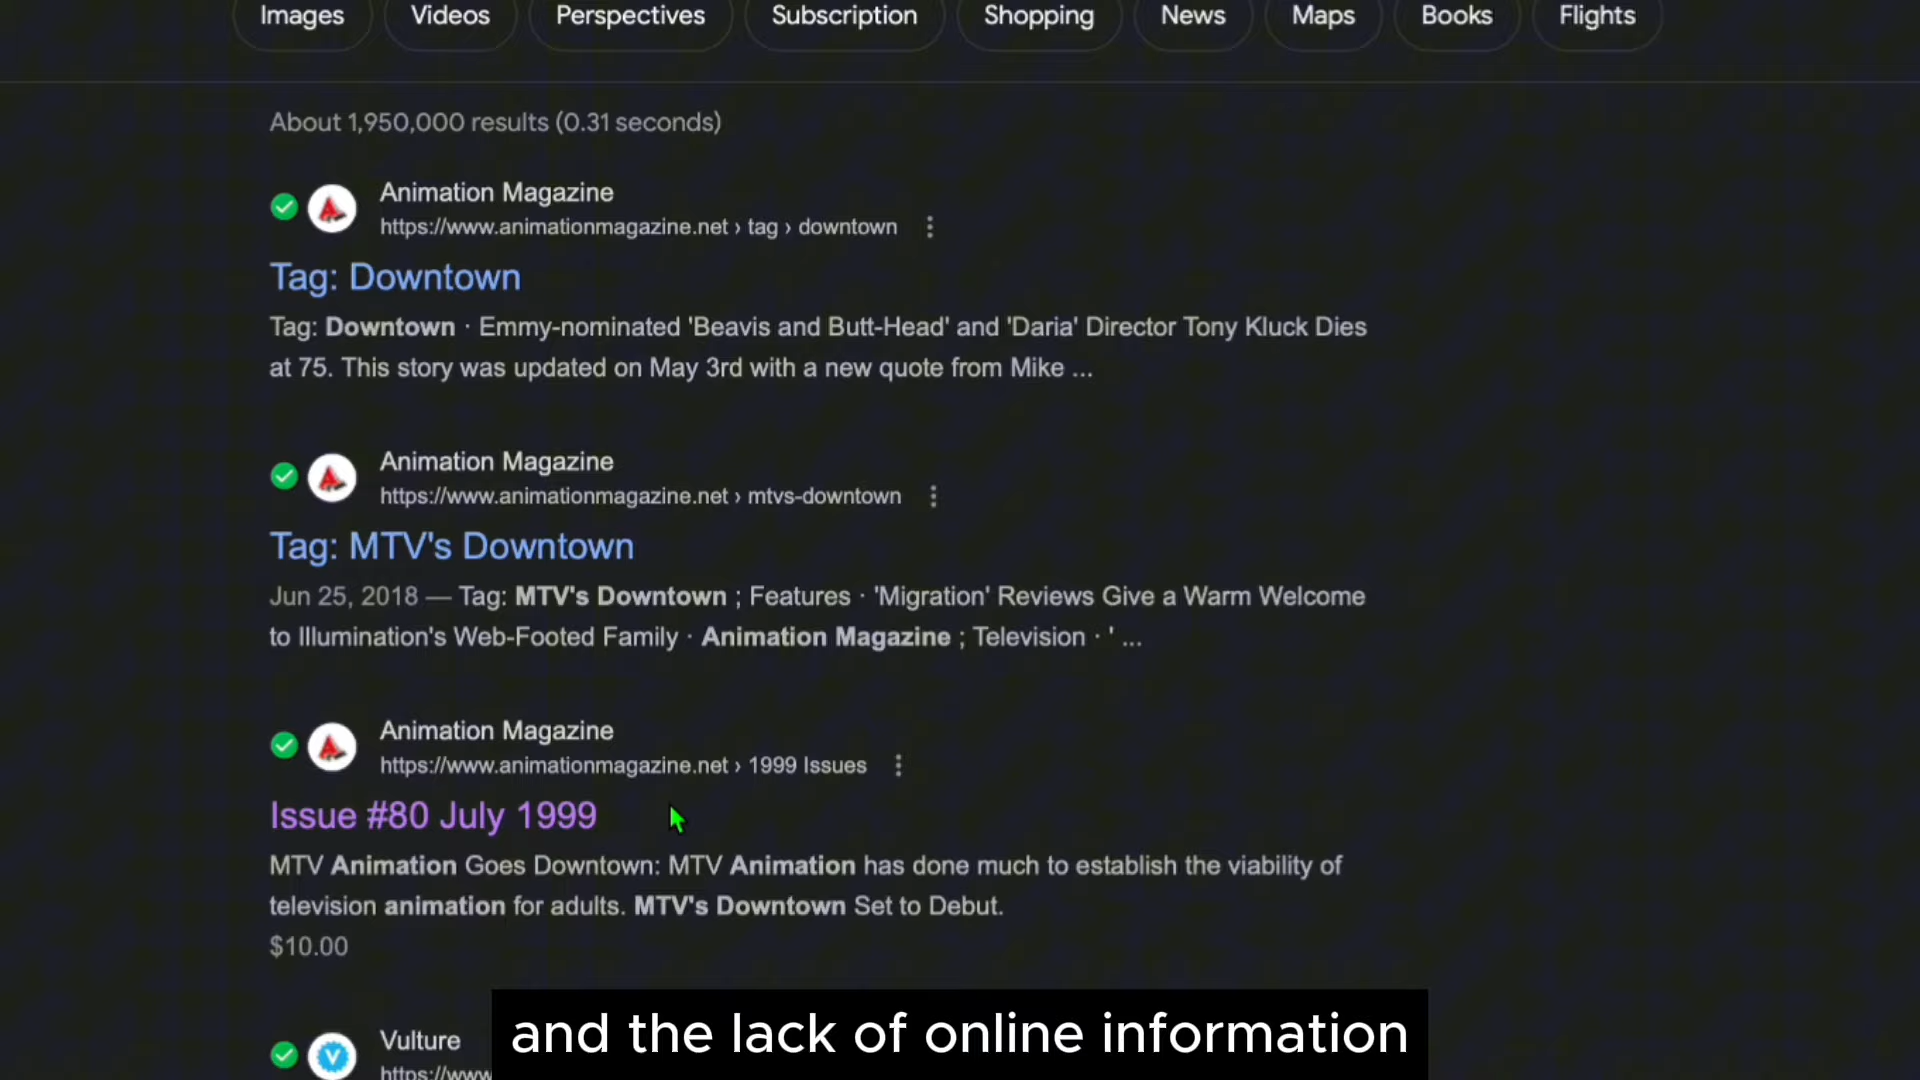 Images Videos Perspectives Subscription Shopping News Maps Books Flights
About 1,950,000 results (0.31 seconds)
Animation Magazine
https://www.animationmagazine.net › tag › downtown
Tag: Downtown
Tag: Downtown · Emmy-nominated 'Beavis and Butt-Head' and 'Daria' Director Tony Kluck Dies
at 75. This story was updated on May 3rd with a new quote from Mike ...
Animation Magazine
https://www.animationmagazine.net › mtvs-downtown
Tag: MTV's Downtown
Jun 25, 2018 — Tag: MTV's Downtown ; Features · 'Migration' Reviews Give a Warm Welcome
to Illumination's Web-Footed Family · Animation Magazine ; Television · ' ...
Animation Magazine
https://www.animationmagazine.net › 1999 Issues
Issue #80 July 1999
MTV Animation Goes Downtown: MTV Animation has done much to establish the viability of
television animation for adults. MTV's Downtown Set to Debut.
$10.00
Vulture
https://www
and the lack of online information